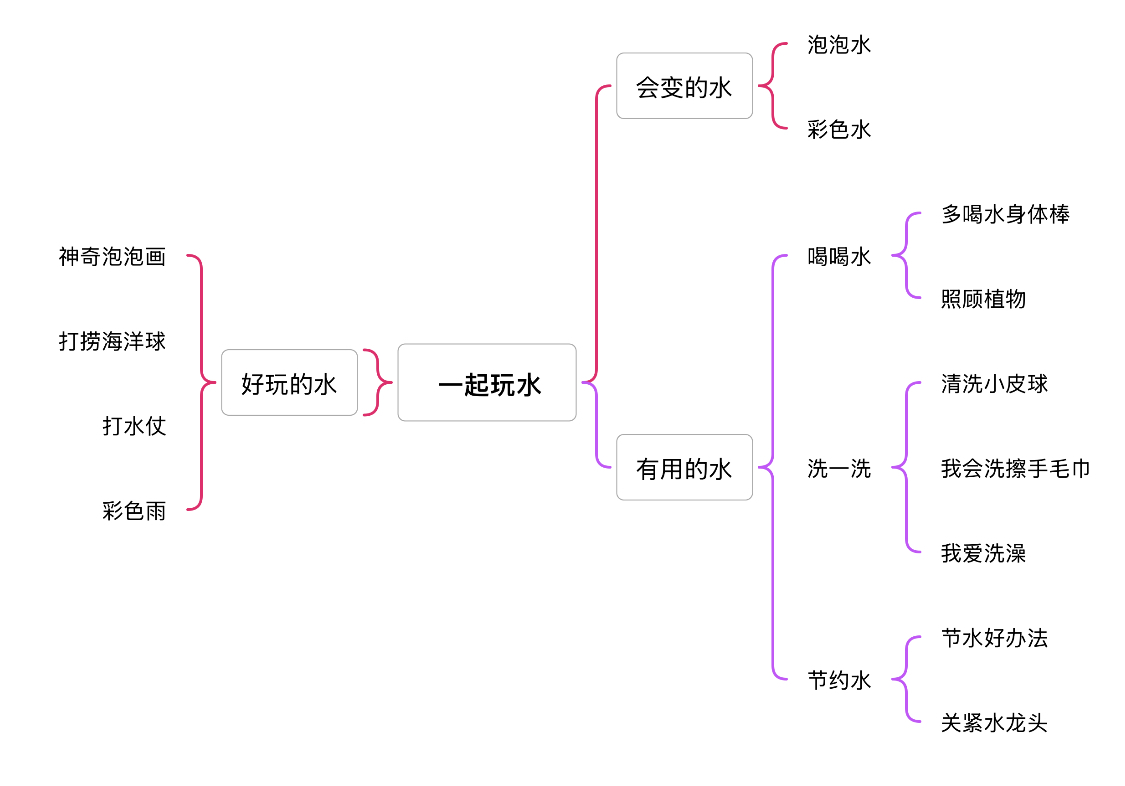 一起玩水
会变的水
泡泡水
彩色水
有用的水
喝喝水
多喝水身体棒
照顾植物
洗一洗
清洗小皮球
我会洗擦手毛巾
我爱洗澡
节约水
节水好办法
关紧水龙头
好玩的水
神奇泡泡画
打捞海洋球
打水仗
彩色雨